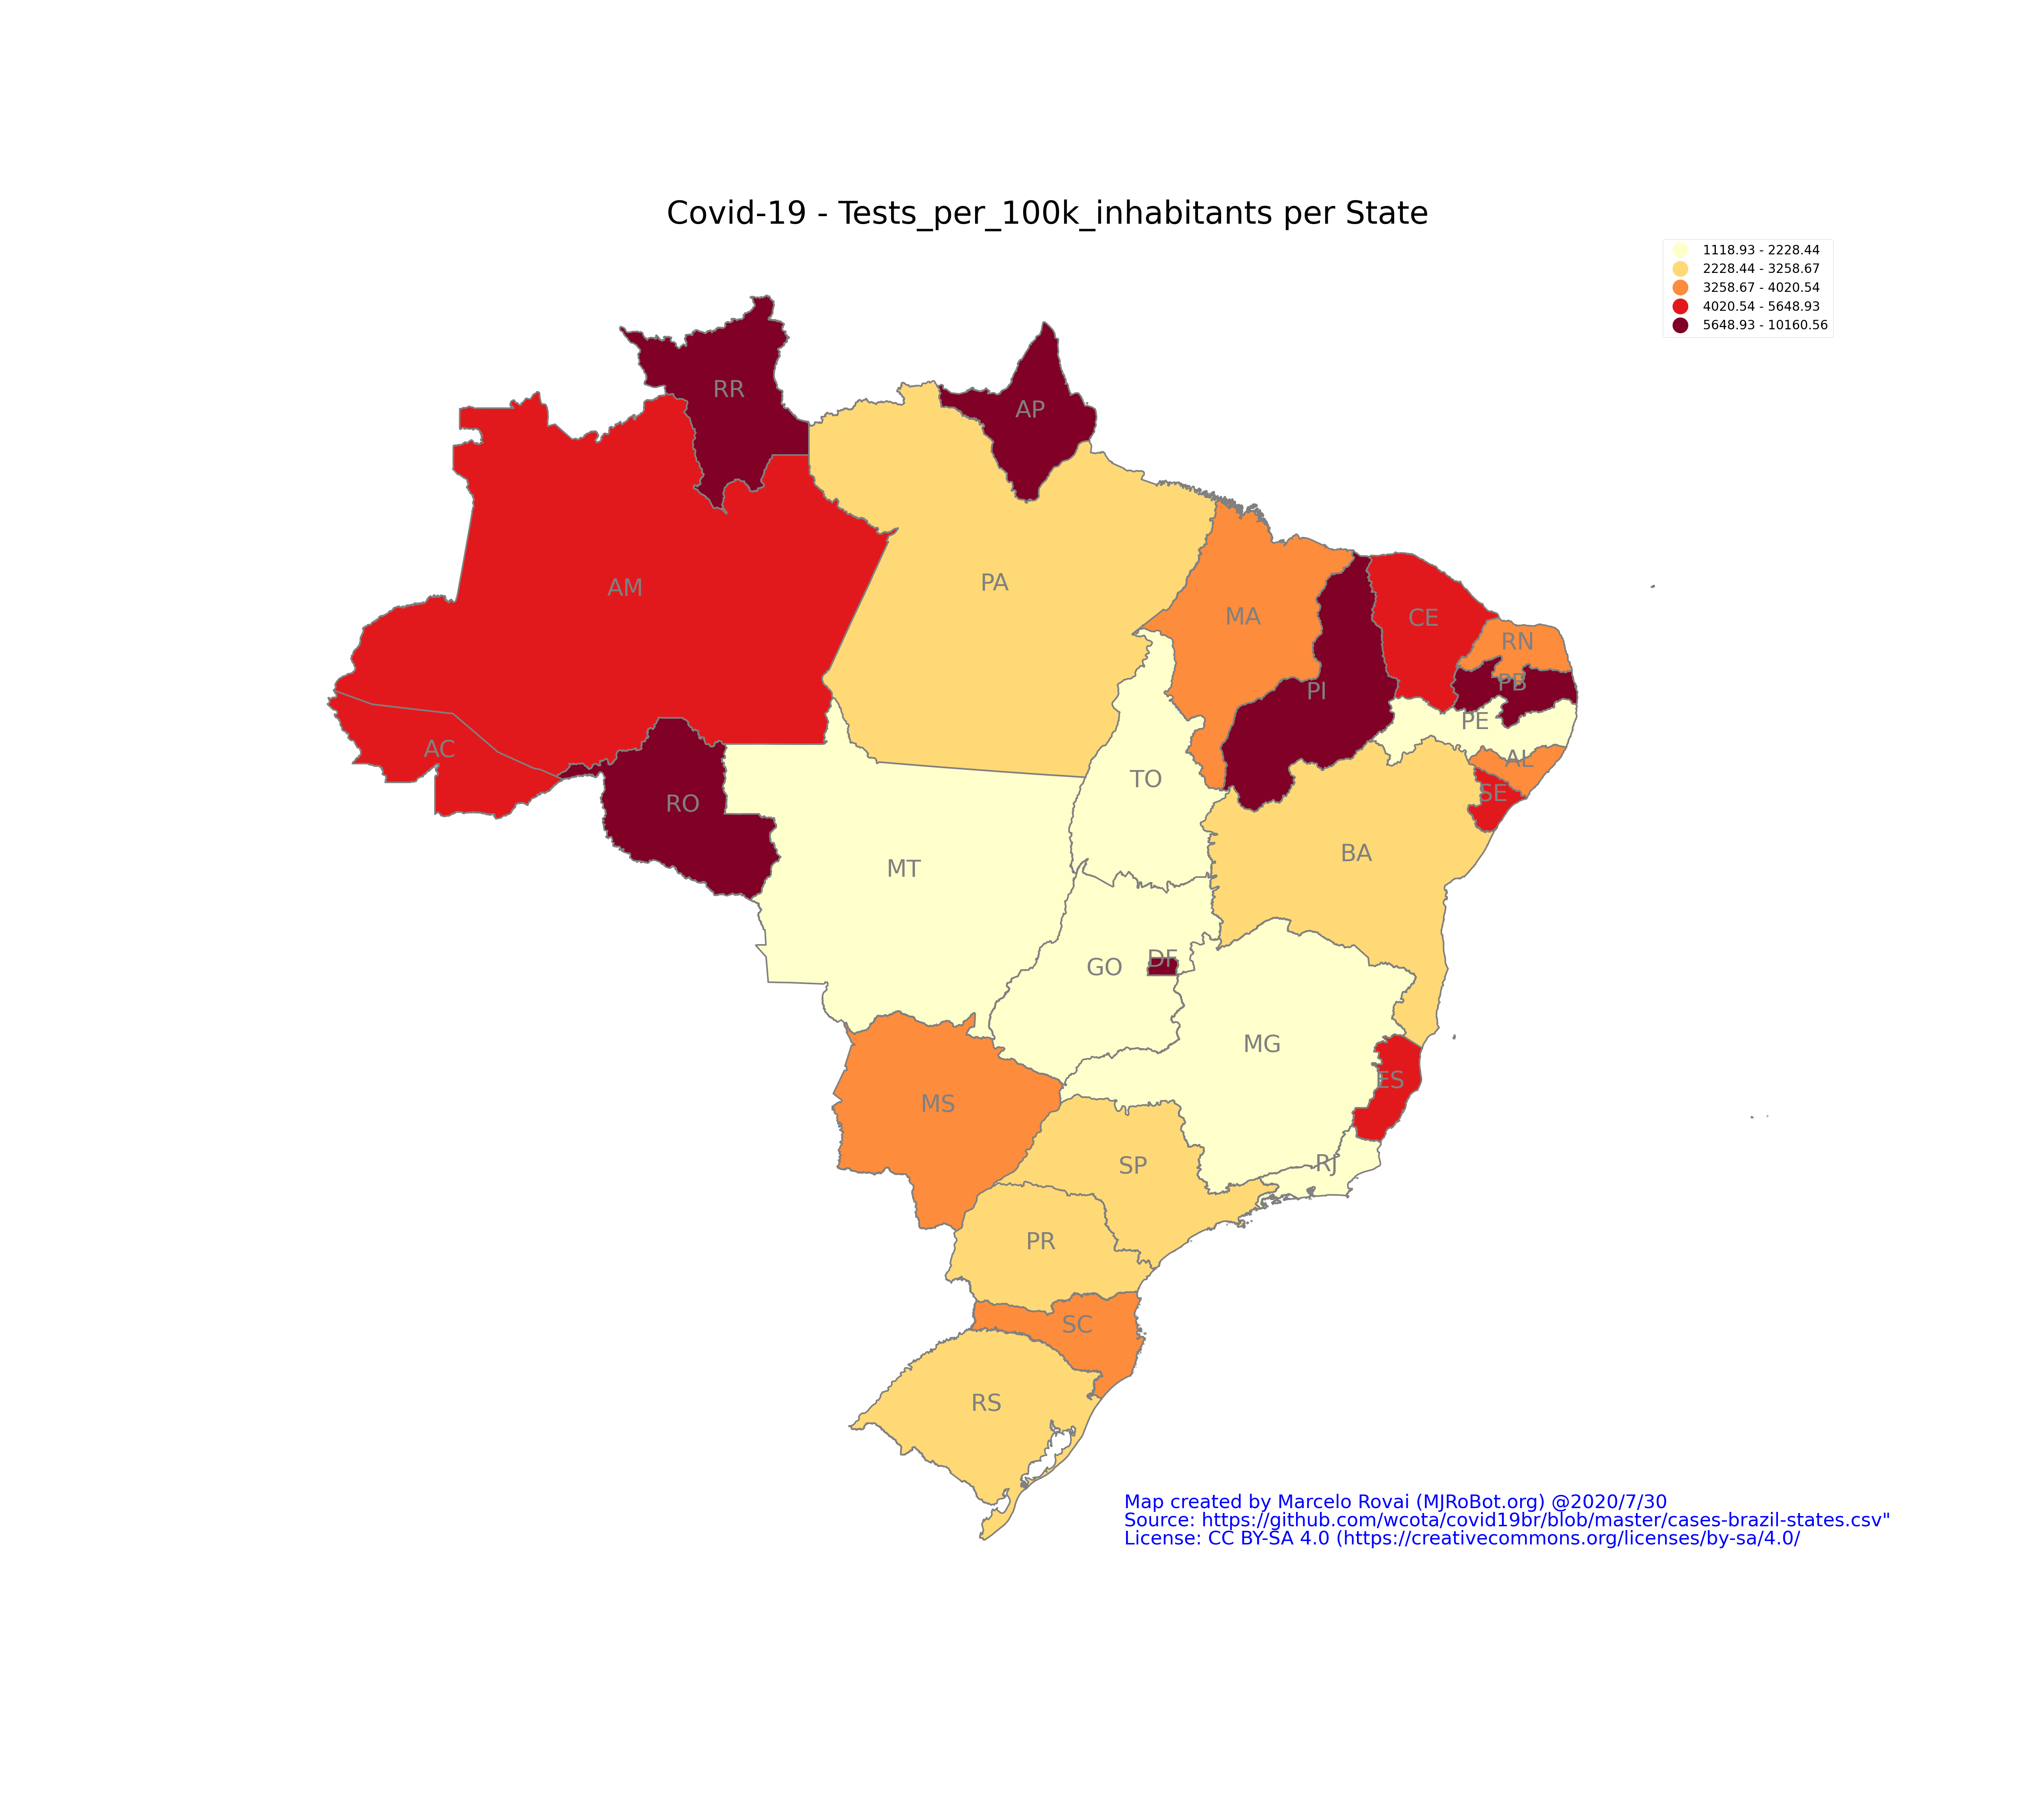 Covid-19 - Tests_per_100k_inhabitants per State
1118.93 - 2228.44
2228.44 - 3258.67
3258.67 - 4020.54
4020.54 - 5648.93
5648.93 - 10160.56
RR
AP
AM
PA
MA
CE
RN
PI
PB
PE
AC
AL
TO
SE
RO
BA
MT
DF
GO
MG
ES
MS
RJ
SP
PR
SC
RS
Map created by Marcelo Rovai (MJRoBot.org) @2020/7/30
Source: https://github.com/wcota/covid19br/blob/master/cases-brazil-states.csv"
License: CC BY-SA 4.0 (https://creativecommons.org/licenses/by-sa/4.0/